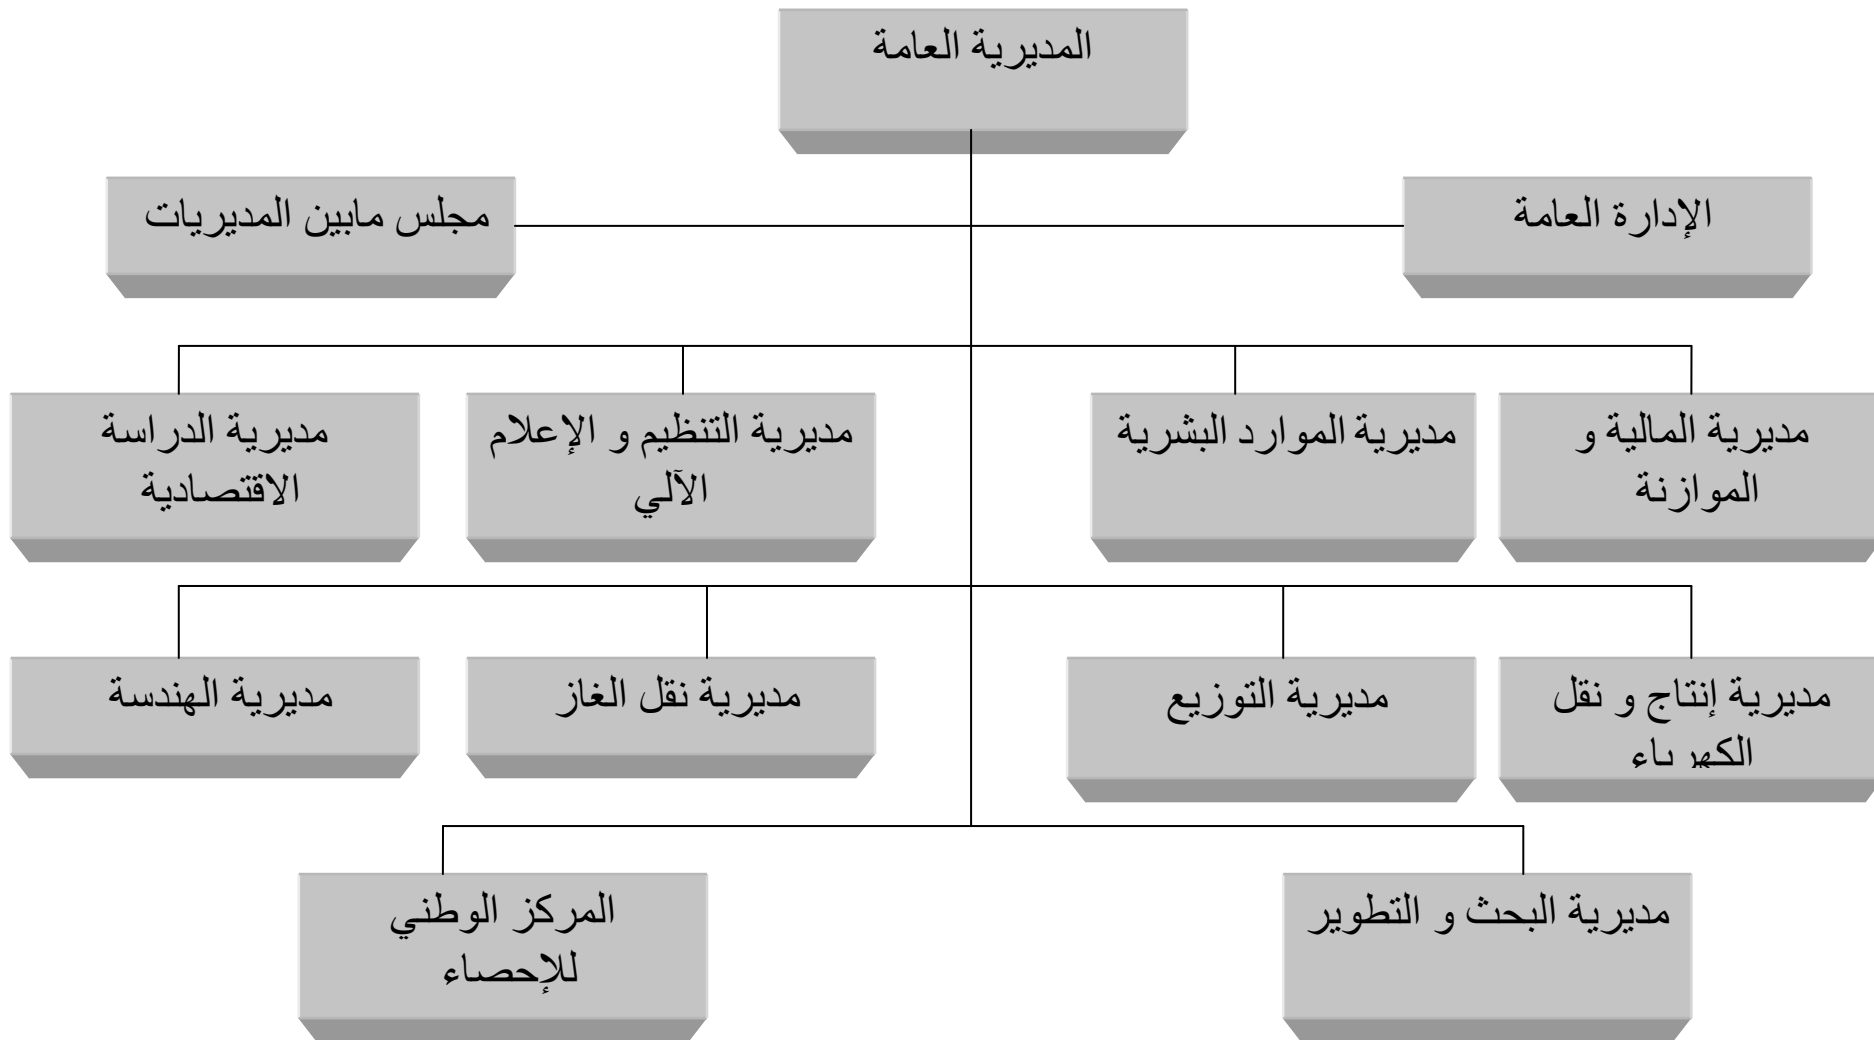 المديرية العامة
الإدارة العامة
مجلس مابين المديريات
مديرية المالية و
الموازنة
مديرية الموارد البشرية
مديرية التنظيم و الإعلام
الآلي
مديرية الدراسة
الاقتصادية
مديرية إنتاج و نقل
الكهرباء
مديرية التوزيع
مديرية نقل الغاز
مديرية الهندسة
مديرية البحث و التطوير
المركز الوطني
للإحصاء